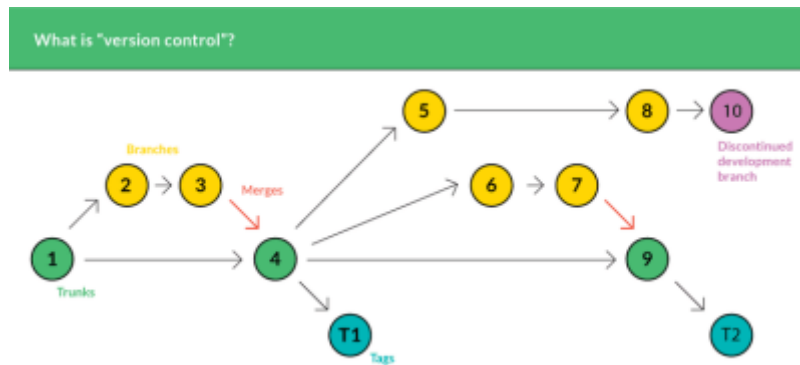 What is "version control"?
5
8
10
Discontinued
development
branch
Branches
2
3
Merges
6
7
1
4
9
Trunks
T1
T2
Tags